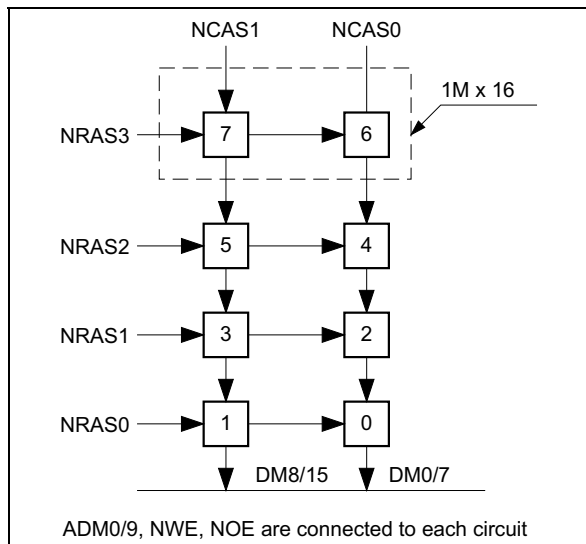 NCAS1 NCAS0
1M x 16
NRAS3 7 6
NRAS2 5 4
NRAS1 3 2
NRAS0 1 0
DM8/15 DM0/7
ADM0/9, NWE, NOE are connected to each circuit